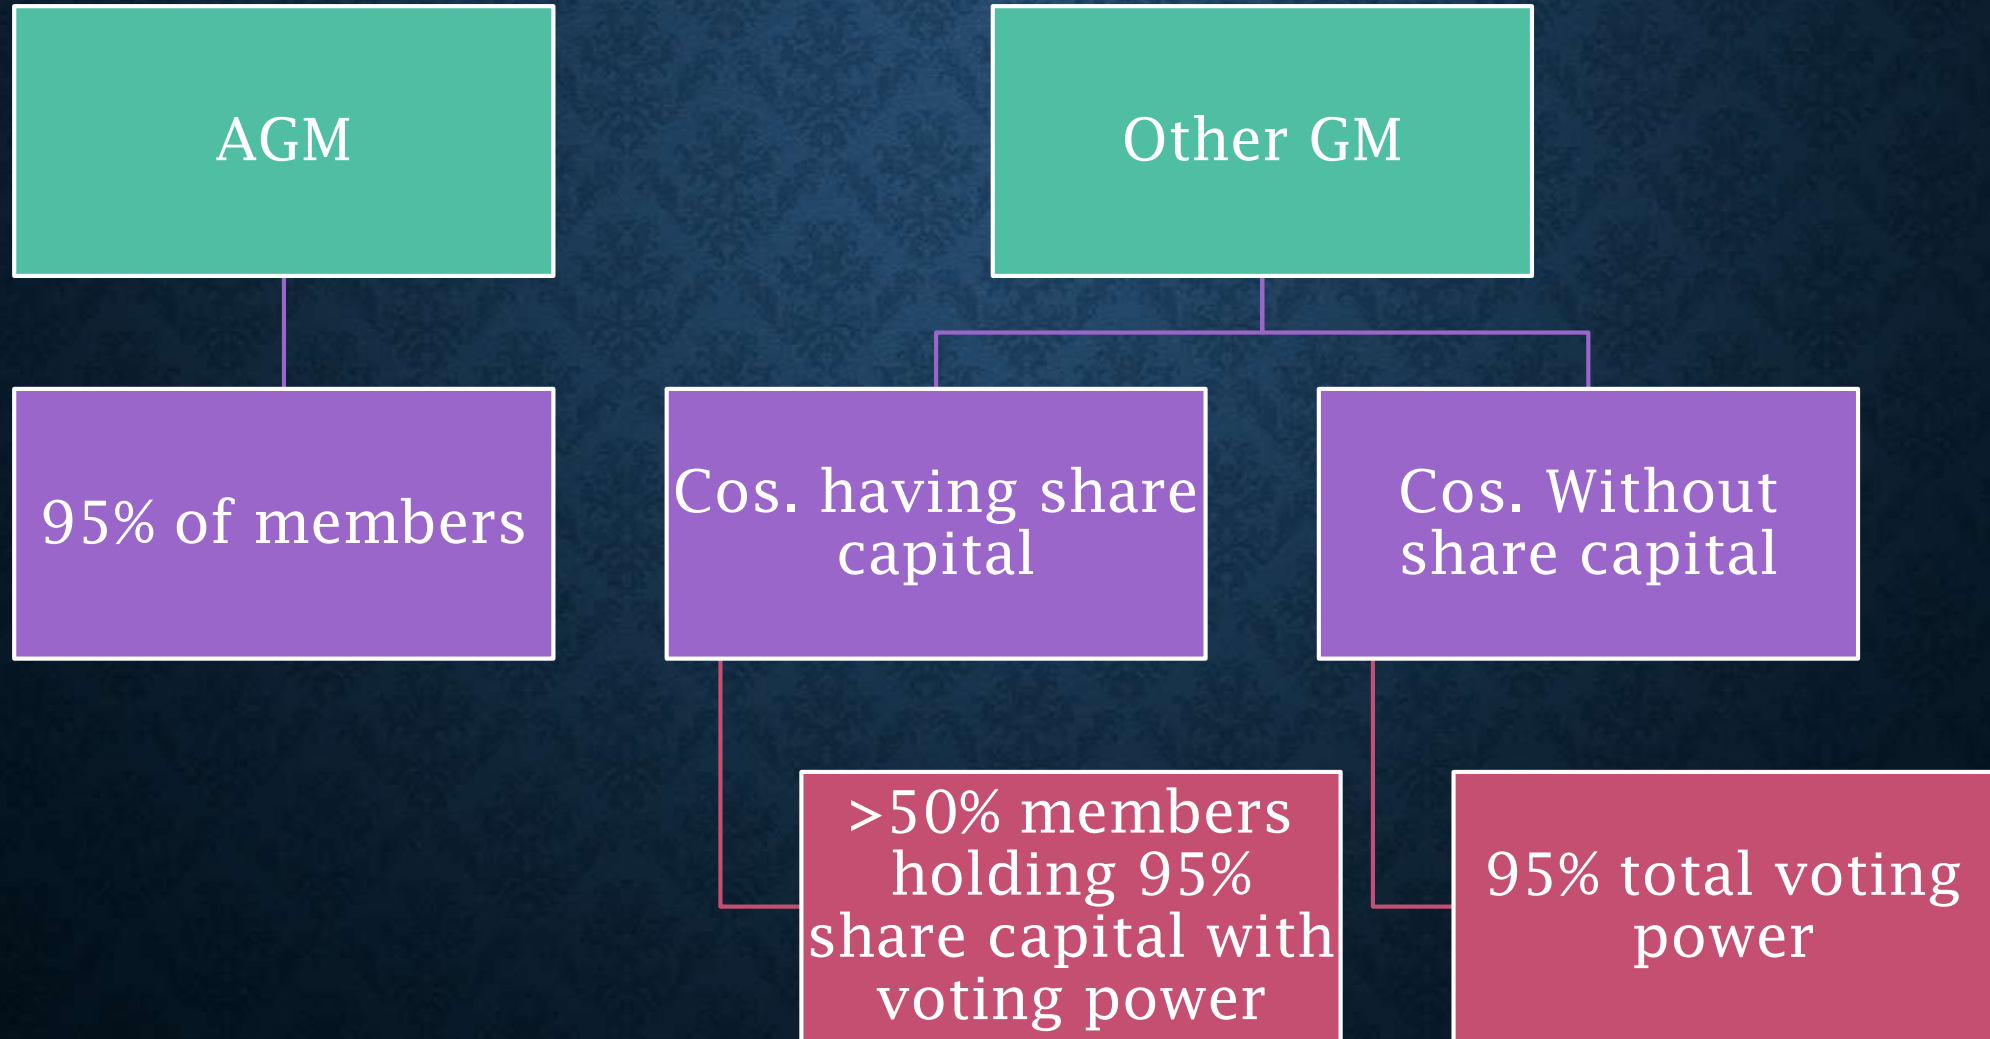 AGM
Other GM
95% of members
Cos. having share
capital
Cos. Without
share capital
>50% members
holding 95%
share capital with
voting power
95% total voting
power